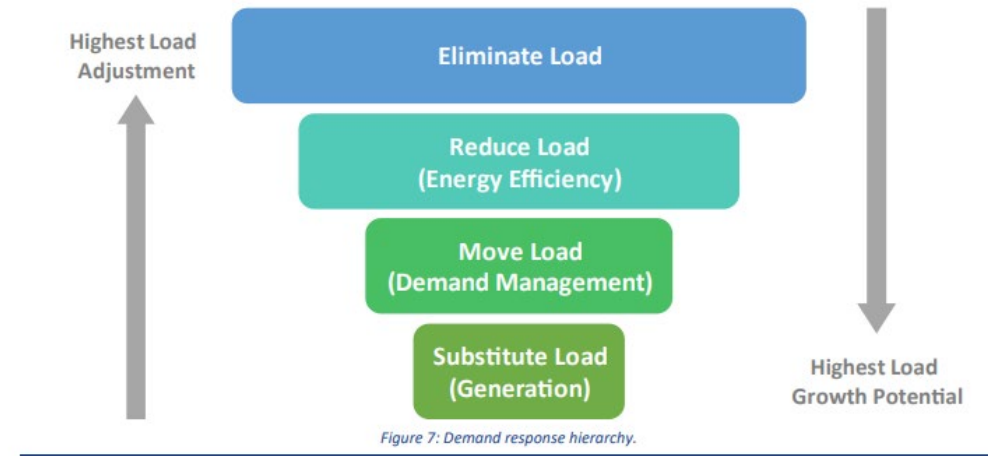 Highest Load
Adjustment
Eliminate Load
Reduce Load
(Energy Efficiency)
Move Load
(Demand Management)
Substitute Load
(Generation)
Highest Load
Growth Potential
Figure 7: Demand response hierarchy.